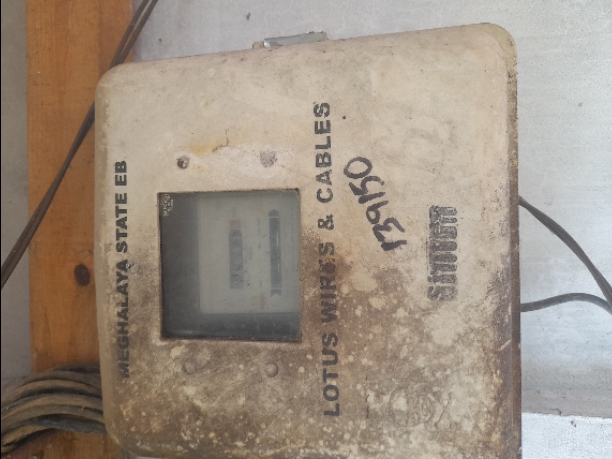 MEGHALAYA STATE EB
LOTUS WIRES & CABLES
139150